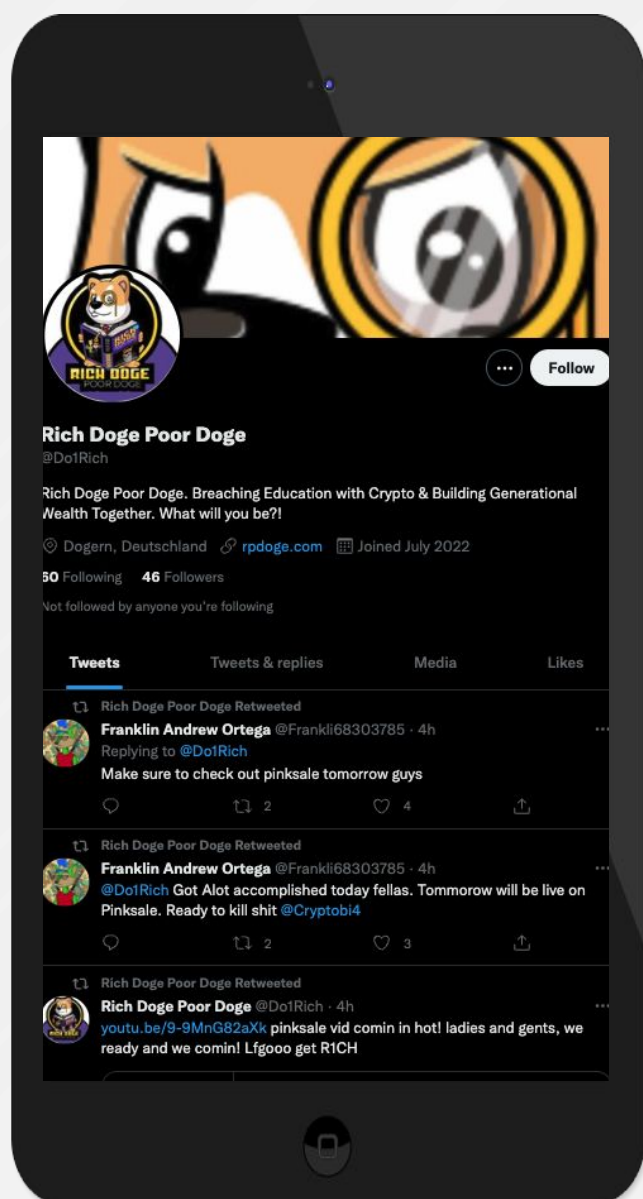 RICH DOGE
POOR DOGE
Follow
Rich Doge Poor Doge
@Do1Rich
Rich Doge Poor Doge. Breaching Education with Crypto & Building Generational
Wealth Together. What will you be?!
Dogern, Deutschland rpdoge.com Joined July 2022
60 Following 46 Followers
Not followed by anyone you're following
Tweets Tweets & replies Media Likes
Rich Doge Poor Doge Retweeted
Franklin Andrew Ortega @Frankli68303785 · 4h
Replying to @Do1Rich
Make sure to check out pinksale tomorrow guys
2 4
Rich Doge Poor Doge Retweeted
Franklin Andrew Ortega @Frankli68303785 · 4h
@Do1Rich Got Alot accomplished today fellas. Tommorow will be live on
Pinksale. Ready to kill shit @Cryptobi4
2 3
Rich Doge Poor Doge Retweeted
Rich Doge Poor Doge @Do1Rich · 4h
youtu.be/9-9MnG82aXk pinksale vid comin in hot! ladies and gents, we
ready and we comin! Lfgooo get R1CH